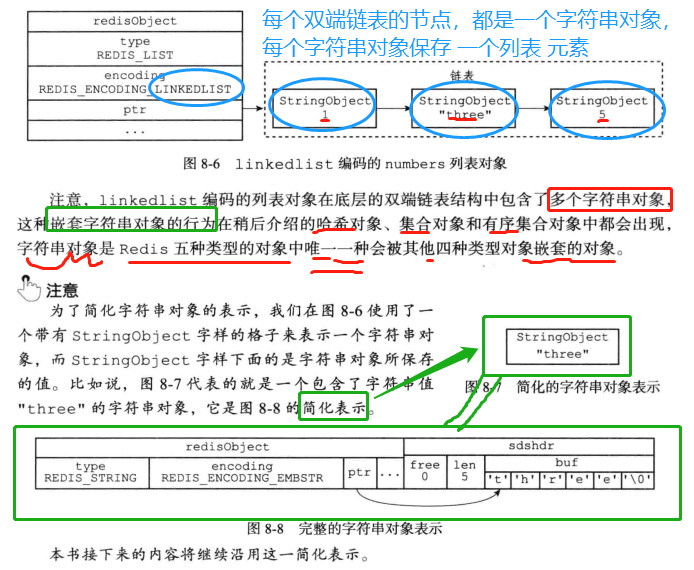 redisObject
type
REDIS_LIST
encoding
REDIS_ENCODING_LINKEDLIST
ptr
...
每个双端链表的节点，都是一个字符串对象，
每个字符串对象保存 一个列表 元素
链表
StringObject
1
StringObject
"three"
StringObject
5
图 8-6 linkedlist 编码的 numbers 列表对象
注意，linkedlist 编码的列表对象在底层的双端链表结构中包含了多个字符串对象，
这种嵌套字符串对象的行为在稍后介绍的哈希对象、集合对象和有序集合对象中都会出现，
字符串对象是 Redis 五种类型的对象中唯一一种会被其他四种类型对象嵌套的对象。
注意
为了简化字符串对象的表示，我们在图 8-6 使用了一
个带有 StringObject 字样的格子来表示一个字符串对
象，而 StringObject 字样下面的是字符串对象所保存
的值。比如说，图 8-7 代表的就是一个包含了字符串值
"three" 的字符串对象，它是图 8-8 的简化表示。
StringObject
"three"
图 8-7 简化的字符串对象表示
redisObject
sdshdr
type
REDIS_STRING
encoding
REDIS_ENCODING_EMBSTR
ptr
...
free
0
len
5
buf
't' 'h' 'r' 'e' 'e' '\0'
图 8-8 完整的字符串对象表示
本书接下来的内容将继续沿用这一简化表示。